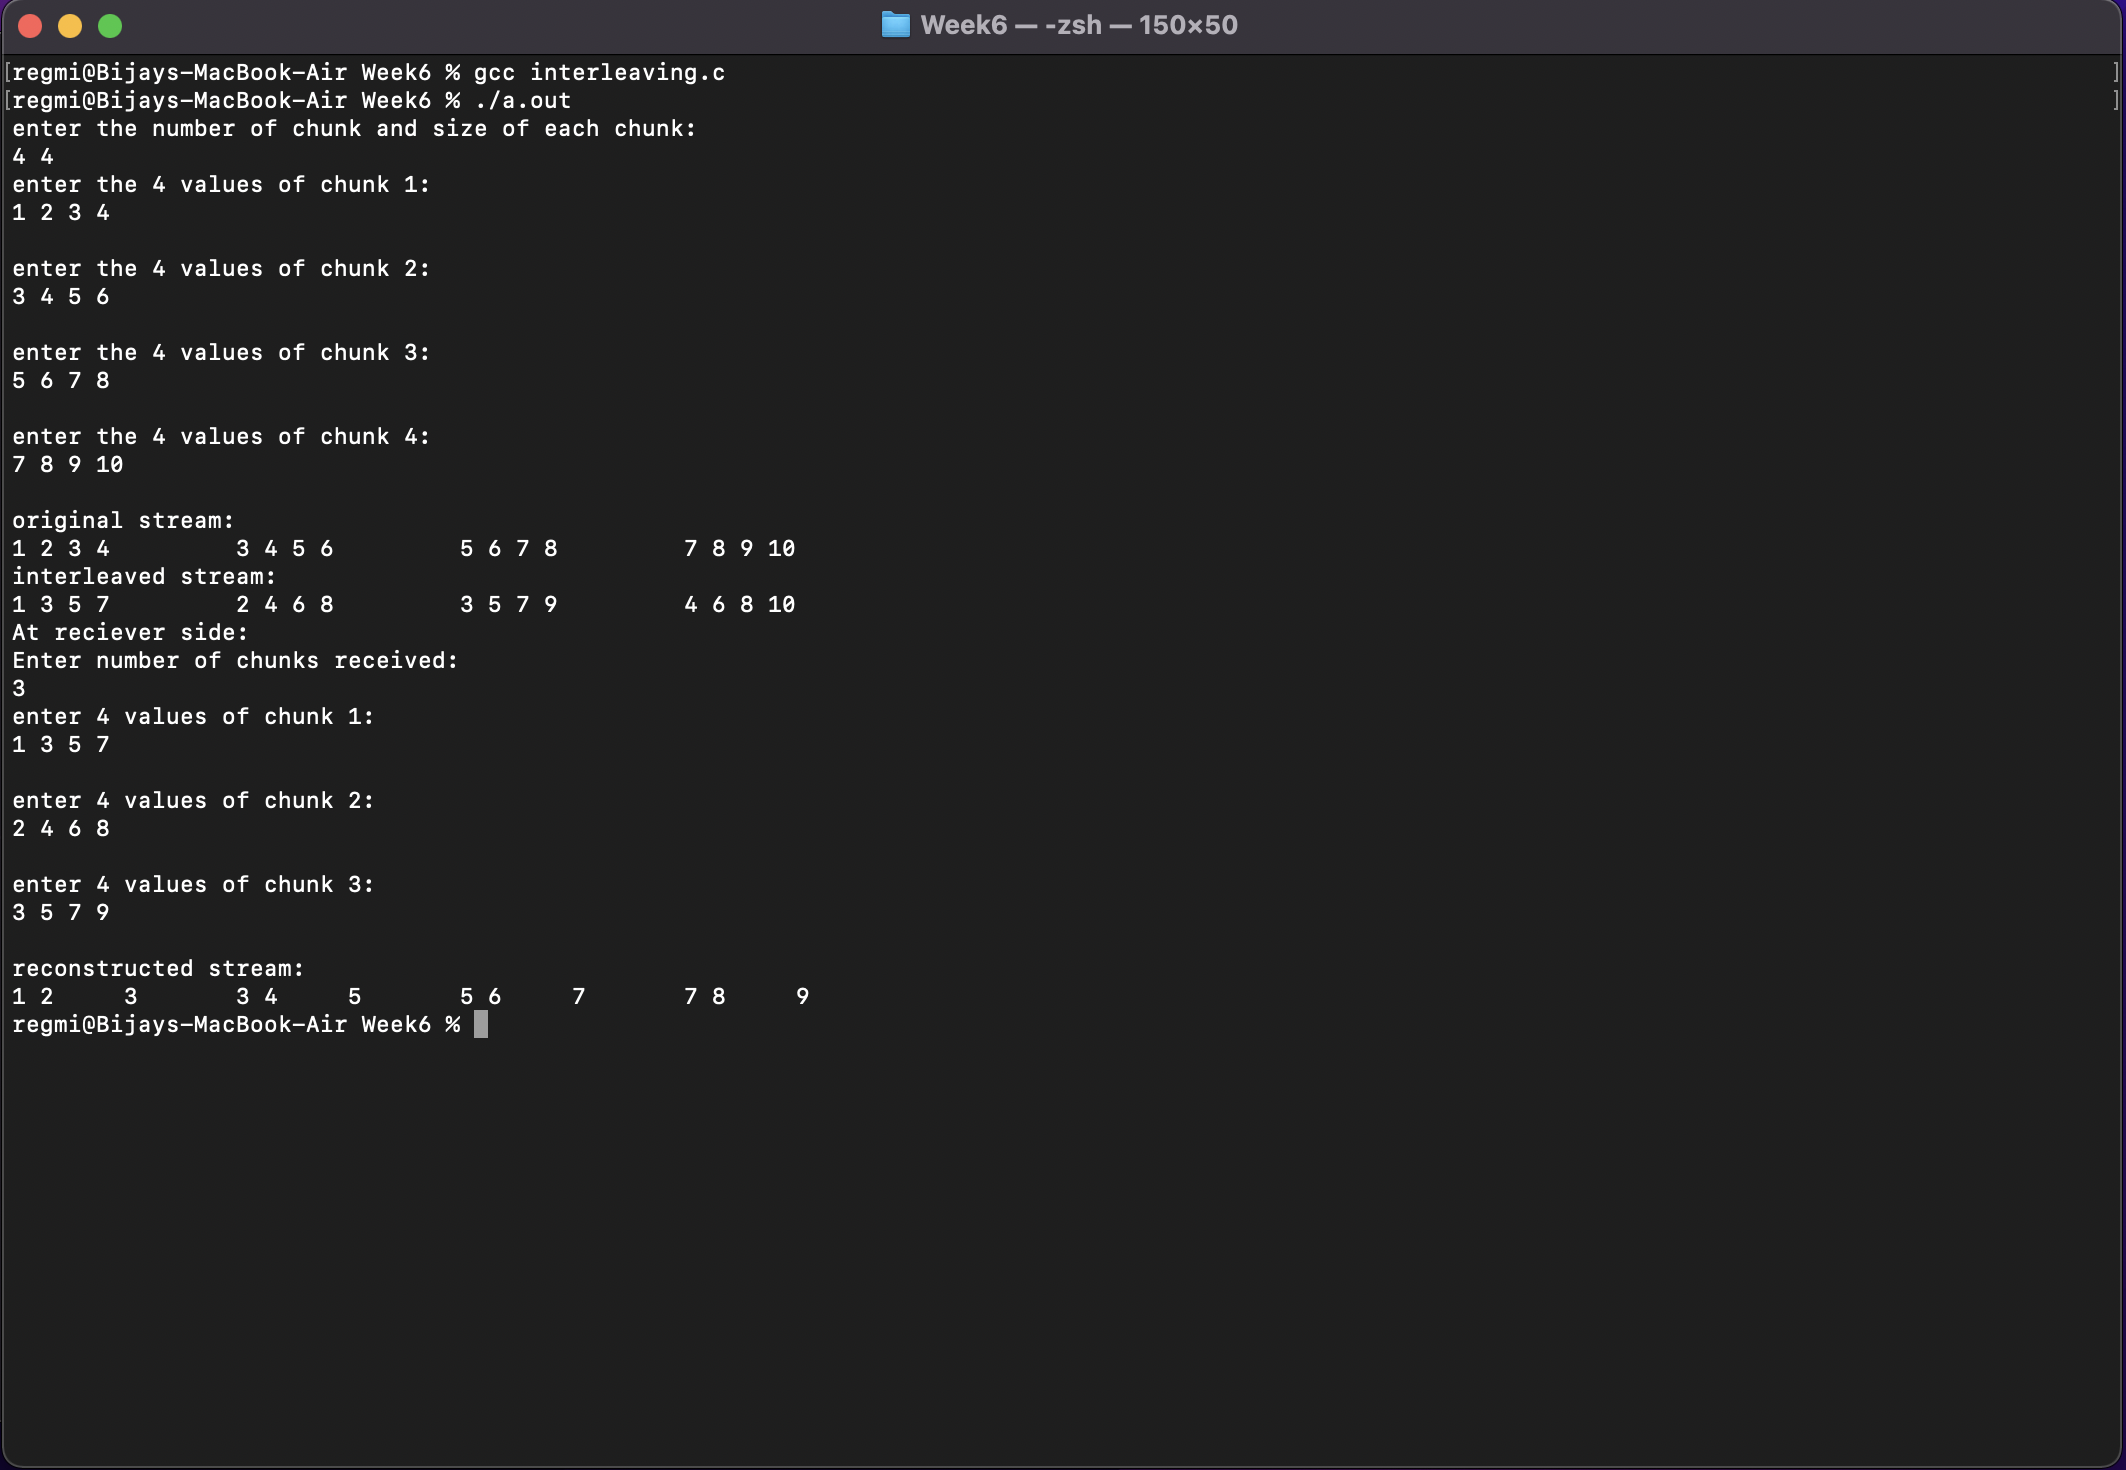 Week6 — -zsh — 150×50
[regmi@Bijays-MacBook-Air Week6 % gcc interleaving.c ]
[regmi@Bijays-MacBook-Air Week6 % ./a.out ]
enter the number of chunk and size of each chunk:
4 4
enter the 4 values of chunk 1:
1 2 3 4
enter the 4 values of chunk 2:
3 4 5 6
enter the 4 values of chunk 3:
5 6 7 8
enter the 4 values of chunk 4:
7 8 9 10
original stream:
1 2 3 4         3 4 5 6         5 6 7 8         7 8 9 10
interleaved stream:
1 3 5 7         2 4 6 8         3 5 7 9         4 6 8 10
At reciever side:
Enter number of chunks received:
3
enter 4 values of chunk 1:
1 3 5 7
enter 4 values of chunk 2:
2 4 6 8
enter 4 values of chunk 3:
3 5 7 9
reconstructed stream:
1 2     3       3 4     5       5 6     7       7 8     9
regmi@Bijays-MacBook-Air Week6 %